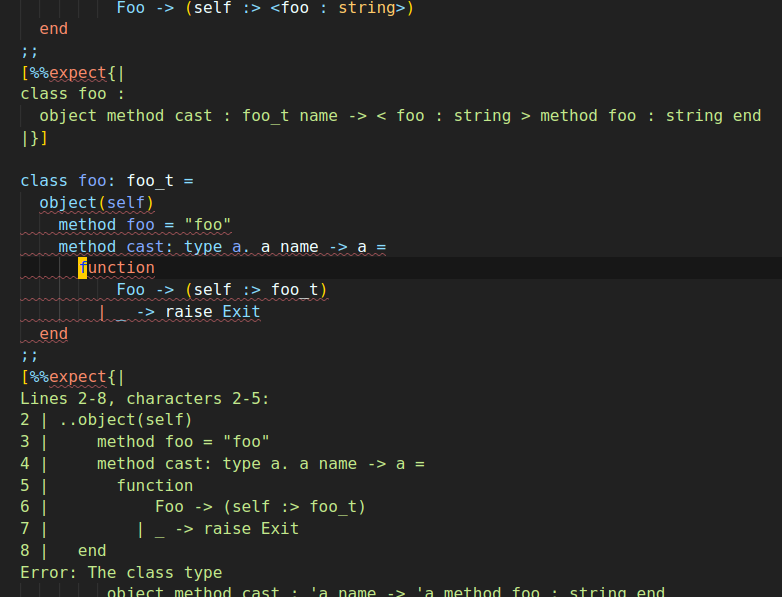 Foo -> (self :> <foo : string>)
  end
;;
[%%expect{|
class foo :
  object method cast : foo_t name -> < foo : string > method foo : string end
|}]

class foo: foo_t =
  object(self)
    method foo = "foo"
    method cast: type a. a name -> a =
      function
          Foo -> (self :> foo_t)
        | _ -> raise Exit
  end
;;
[%%expect{|
Lines 2-8, characters 2-5:
2 | ..object(self)
3 |     method foo = "foo"
4 |     method cast: type a. a name -> a =
5 |       function
6 |           Foo -> (self :> foo_t)
7 |         | _ -> raise Exit
8 |   end
Error: The class type
         object method cast : 'a name -> 'a method foo : string end